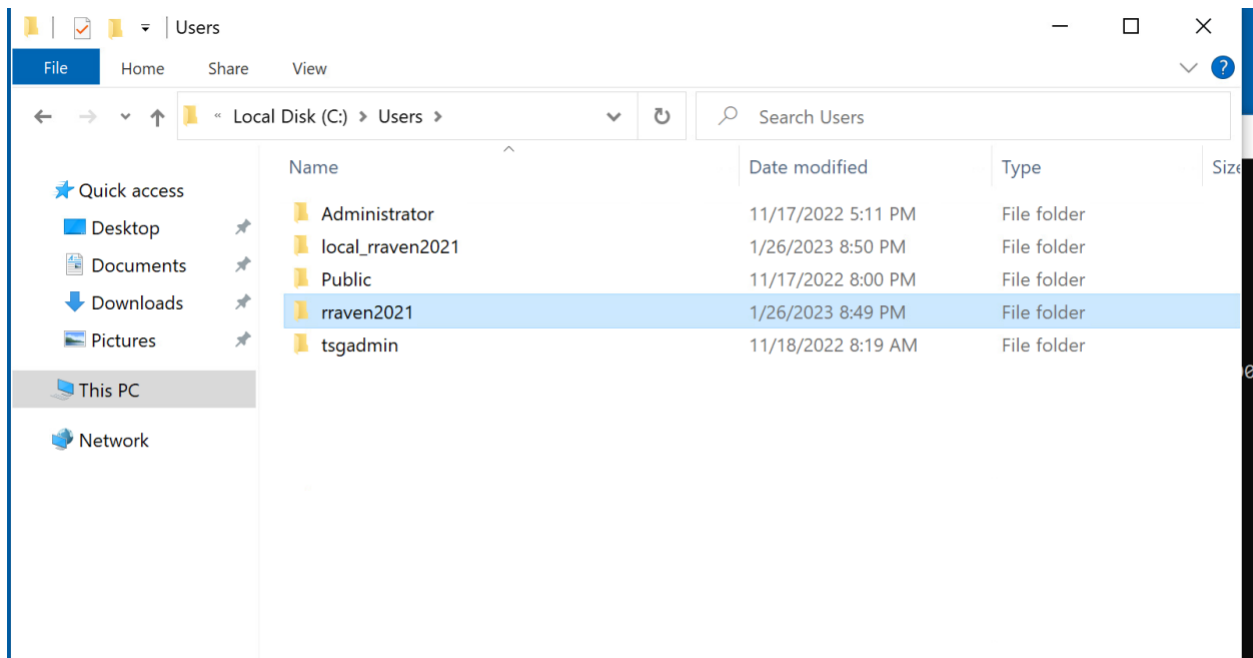 Users
File Home Share View
?
« Local Disk (C:) > Users > Search Users
Name Date modified Type Size
Quick access
Desktop
Documents
Downloads
Pictures
This PC
Network
Administrator 11/17/2022 5:11 PM File folder
local_rraven2021 1/26/2023 8:50 PM File folder
Public 11/17/2022 8:00 PM File folder
rraven2021 1/26/2023 8:49 PM File folder
tsgadmin 11/18/2022 8:19 AM File folder